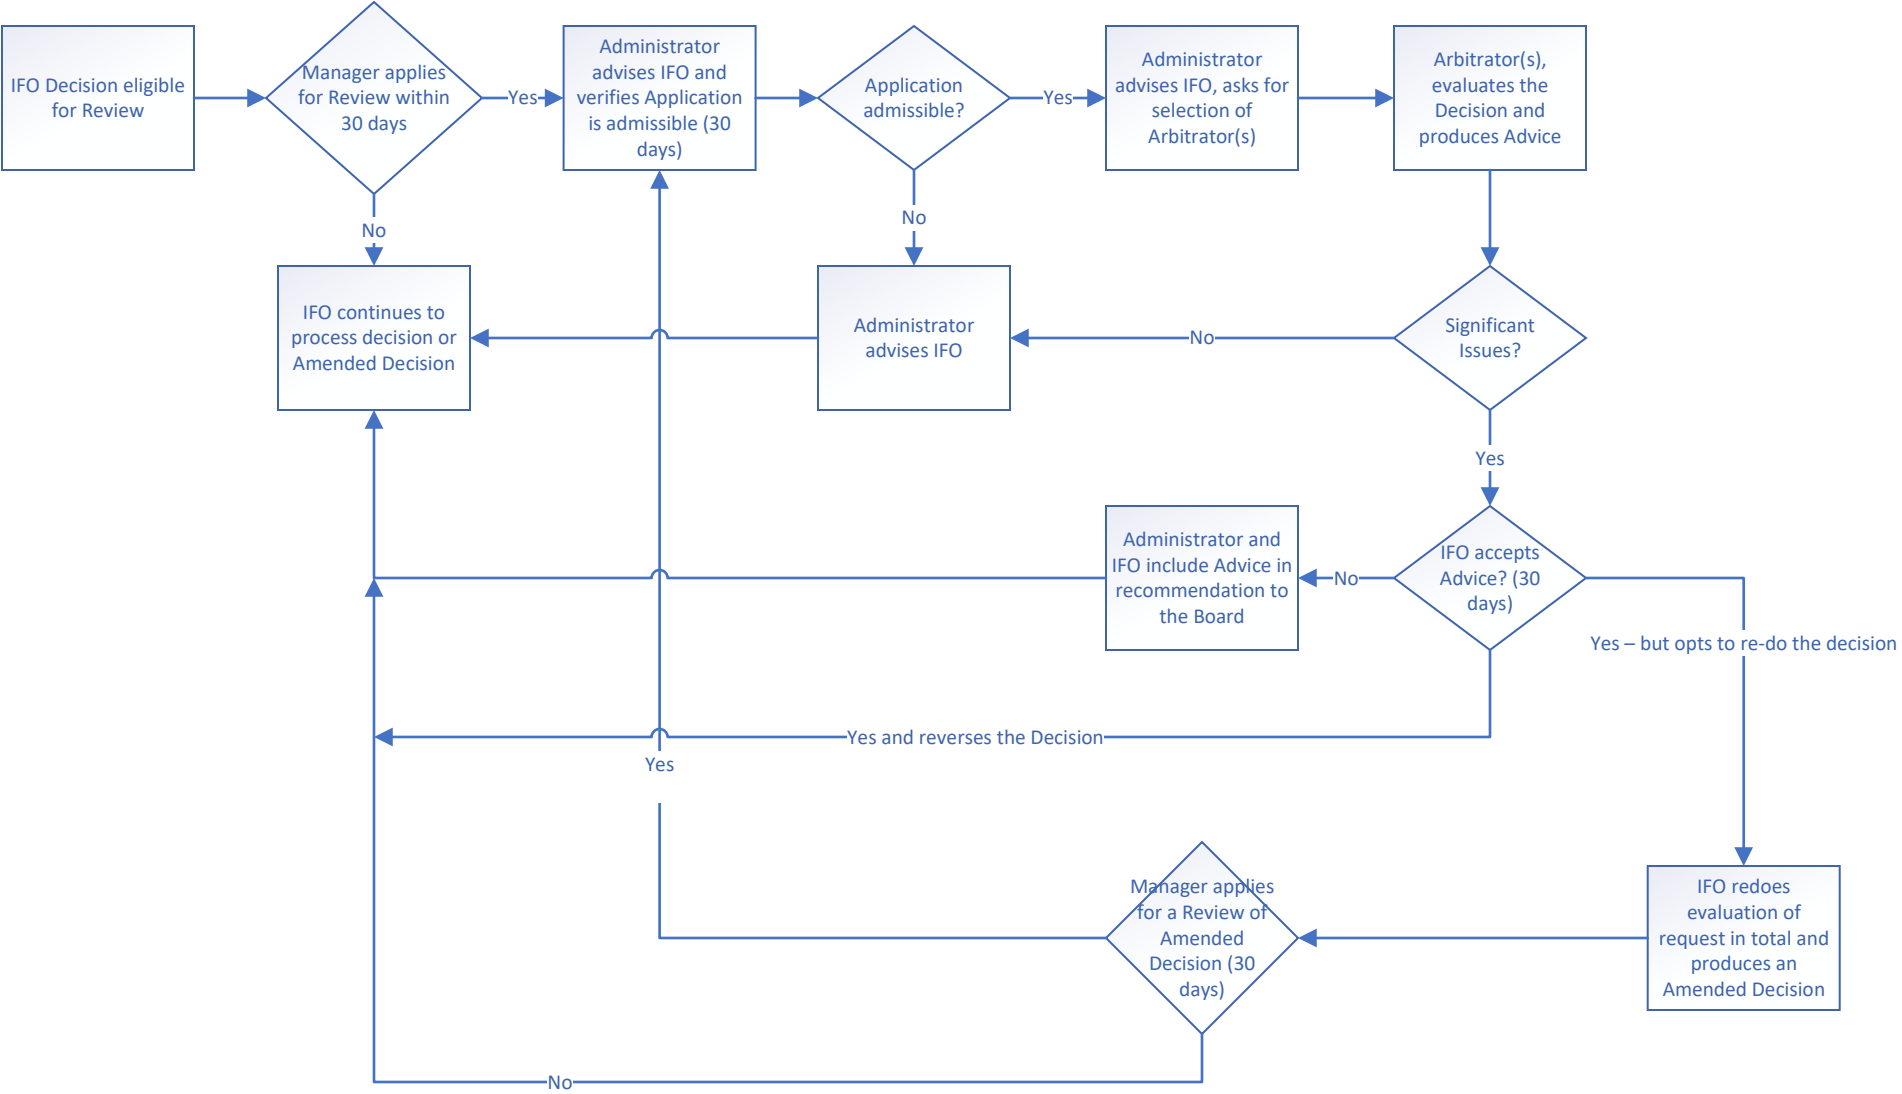 IFO Decision eligible
for Review
Manager applies
for Review within
30 days
Yes
Administrator
advises IFO and
verifies Application
is admissible (30
days)
Application
admissible?
Yes
Administrator
advises IFO, asks for
selection of
Arbitrator(s)
Arbitrator(s),
evaluates the
Decision and
produces Advice
No
No
IFO continues to
process decision or
Amended Decision
Administrator
advises IFO
No
Significant
Issues?
Yes
Administrator and
IFO include Advice in
recommendation to
the Board
No
IFO accepts
Advice? (30
days)
Yes – but opts to re-do the decision
Yes and reverses the Decision
Yes
Manager applies
for a Review of
Amended
Decision (30
days)
IFO redoes
evaluation of
request in total and
produces an
Amended Decision
No